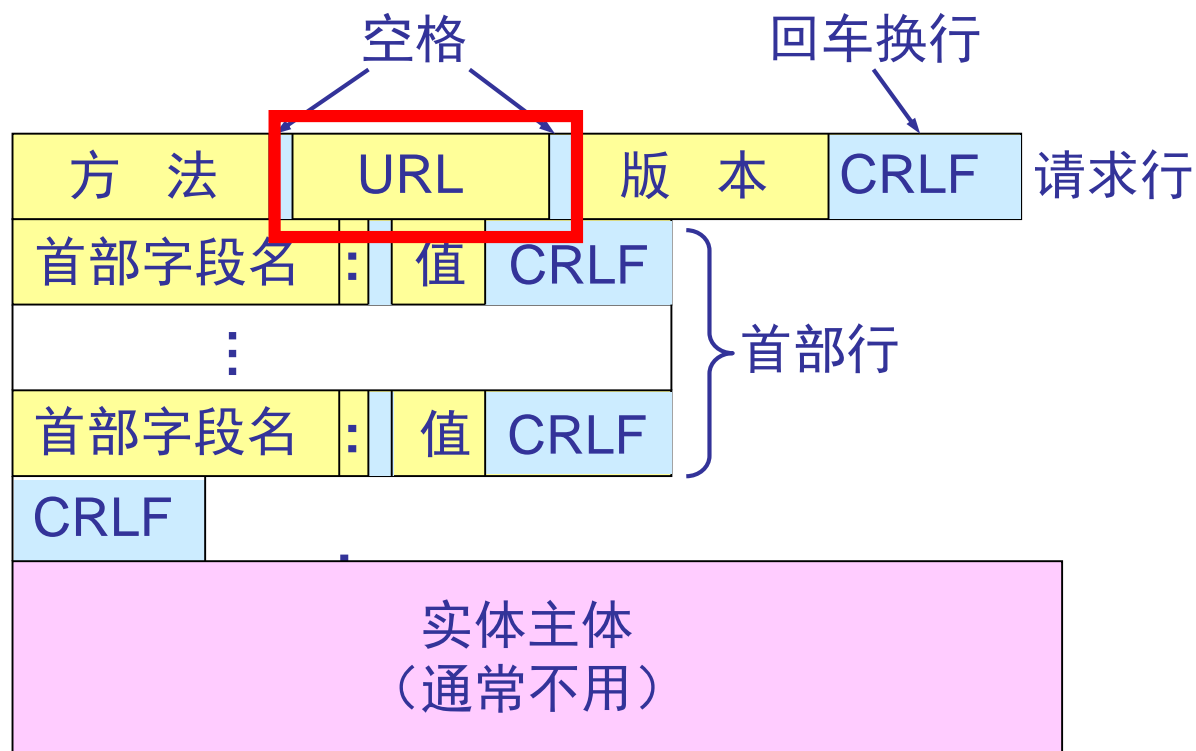 空格 回车换行
方 法 URL 版 本 CRLF 请求行
首部字段名 : 值 CRLF
⋮
首部行
首部字段名 : 值 CRLF
CRLF
实体主体
（通常不用）